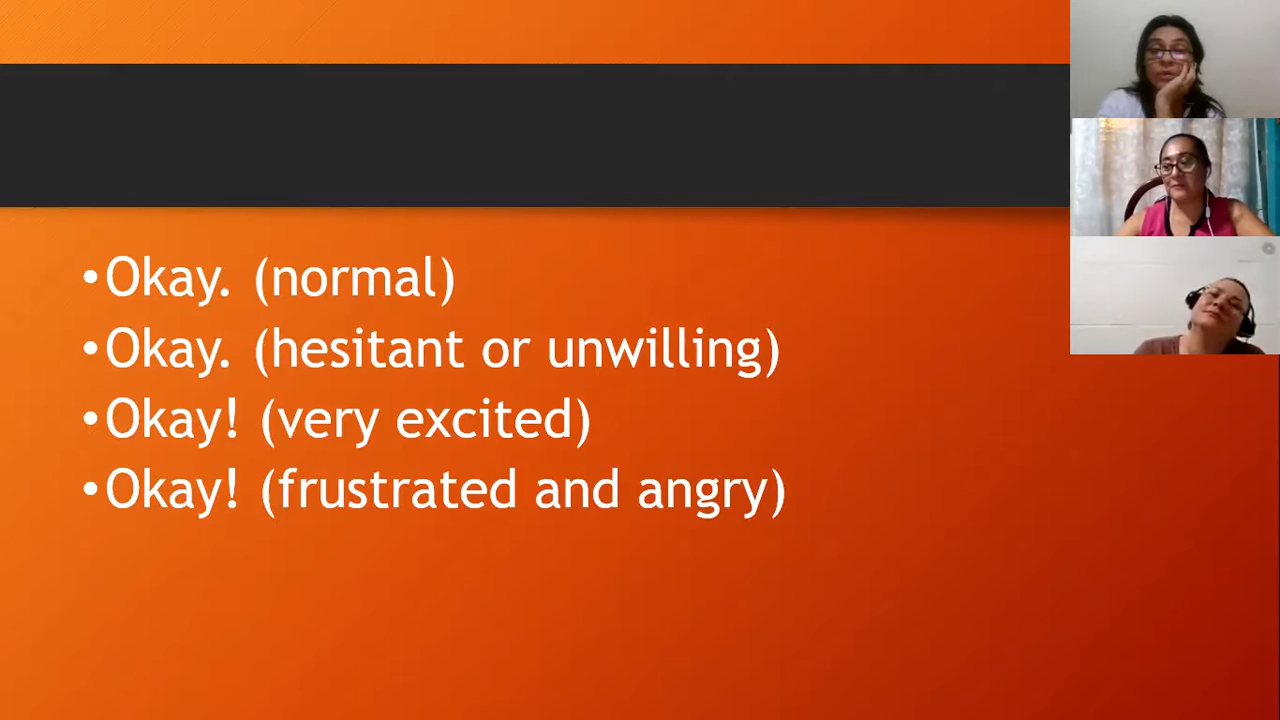 •Okay. (normal)
•Okay. (hesitant or unwilling)
•Okay! (very excited)
•Okay! (frustrated and angry)